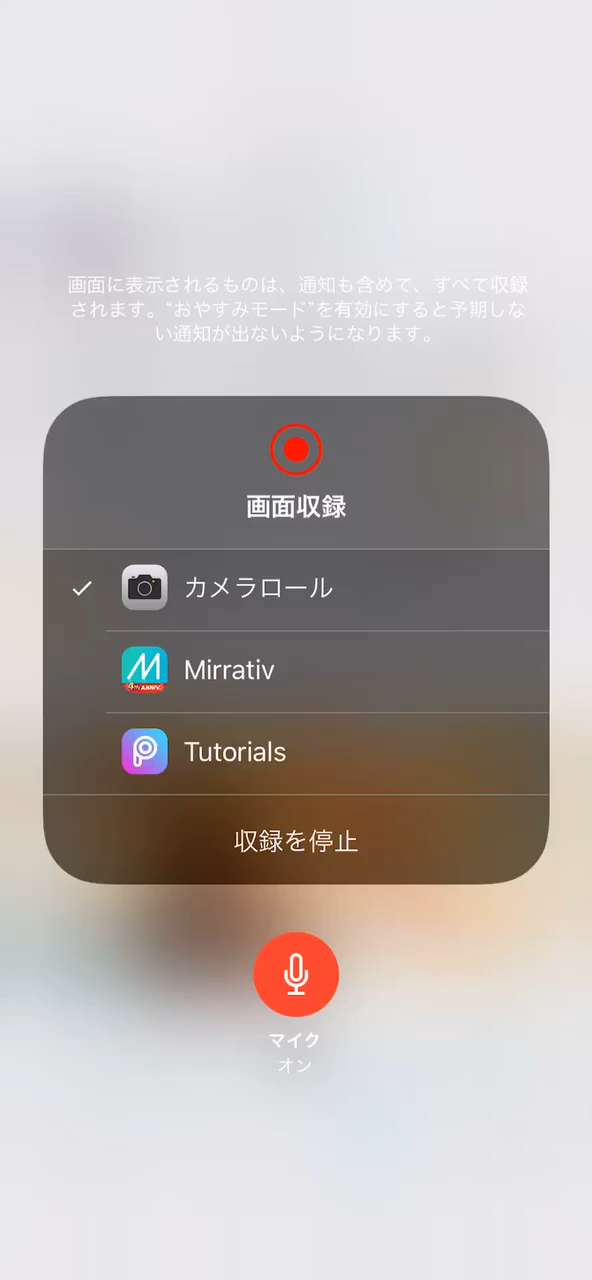 画面に表示されるものは、通知も含めて、すべて収録
されます。“おやすみモード”を有効にすると予期しな
い通知が出ないようになります。
画面収録
カメラロール
M
4th ANNIV.
Mirrativ
Tutorials
収録を停止
マイク
オン